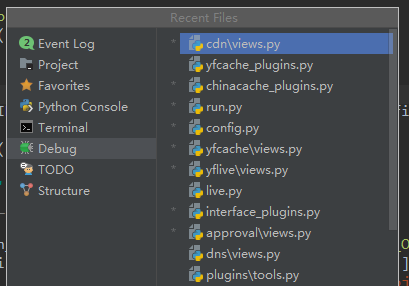 Recent Files
2 Event Log
Project
Favorites
Python Console
Terminal
Debug
TODO
Structure
* cdn\views.py
yfcache_plugins.py
* chinacache_plugins.py
* run.py
* config.py
* yfcache\views.py
* yflive\views.py
live.py
* interface_plugins.py
* approval\views.py
dns\views.py
* plugins\tools.py